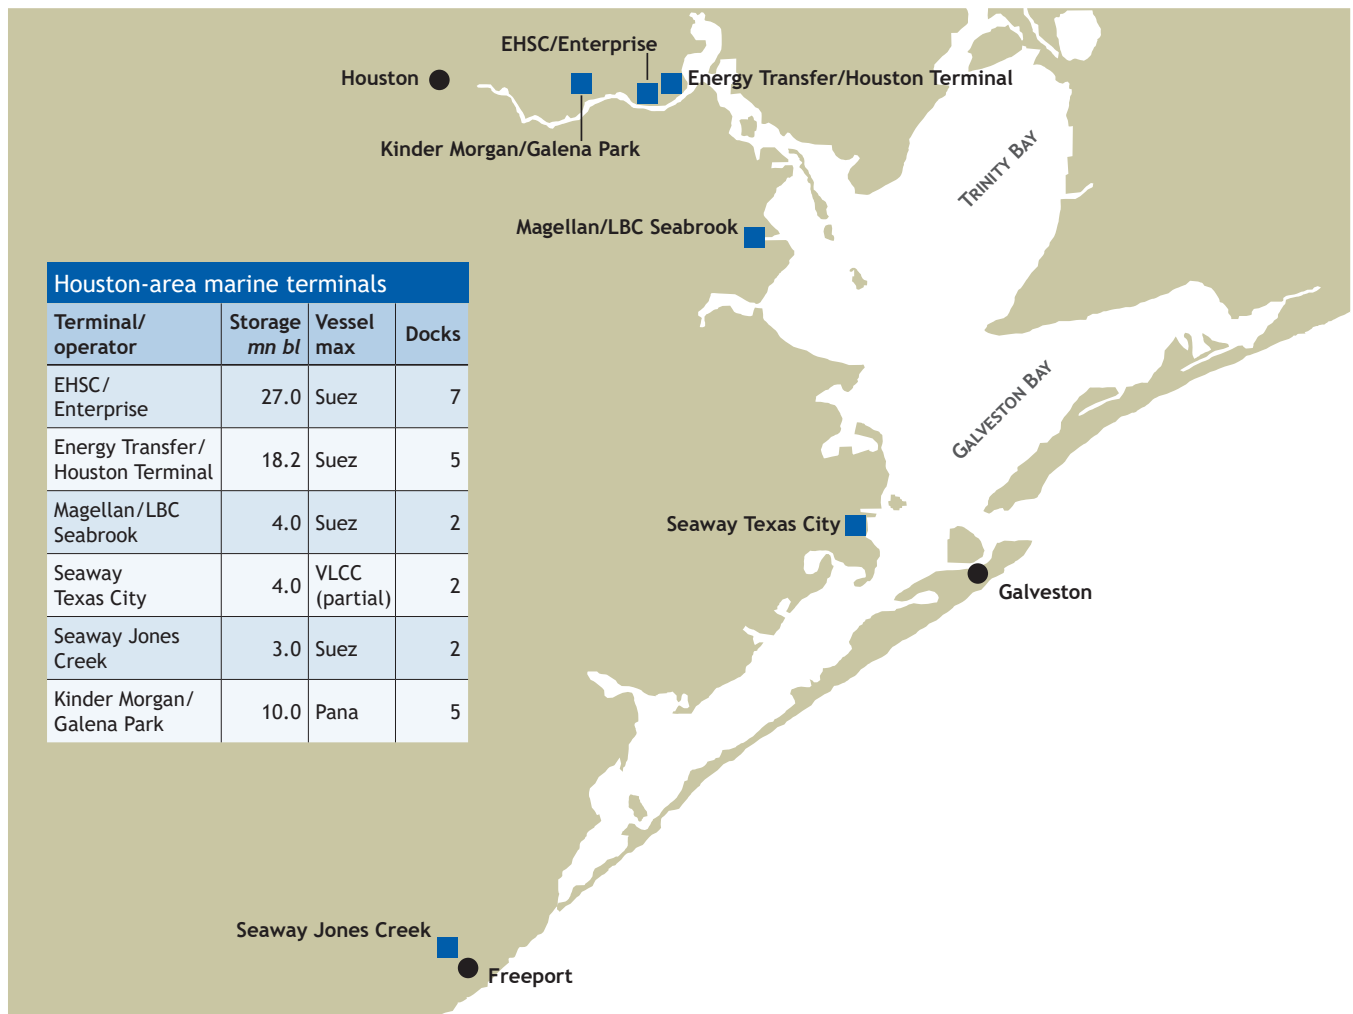 EHSC/Enterprise
Houston
Energy Transfer/Houston Terminal
Kinder Morgan/Galena Park
TRINITY BAY
Magellan/LBC Seabrook
Houston-area marine terminals
Terminal/ Storage Vessel Docks
operator mn bl max
EHSC/
Enterprise 27.0 Suez 7
Energy Transfer/
Houston Terminal 18.2 Suez 5
Magellan/LBC
Seabrook 4.0 Suez 2
Seaway VLCC
Texas City 4.0 (partial) 2
Seaway Jones
Creek 3.0 Suez 2
Kinder Morgan/
Galena Park 10.0 Pana 5
GALVESTON BAY
Seaway Texas City
Galveston
Seaway Jones Creek
Freeport